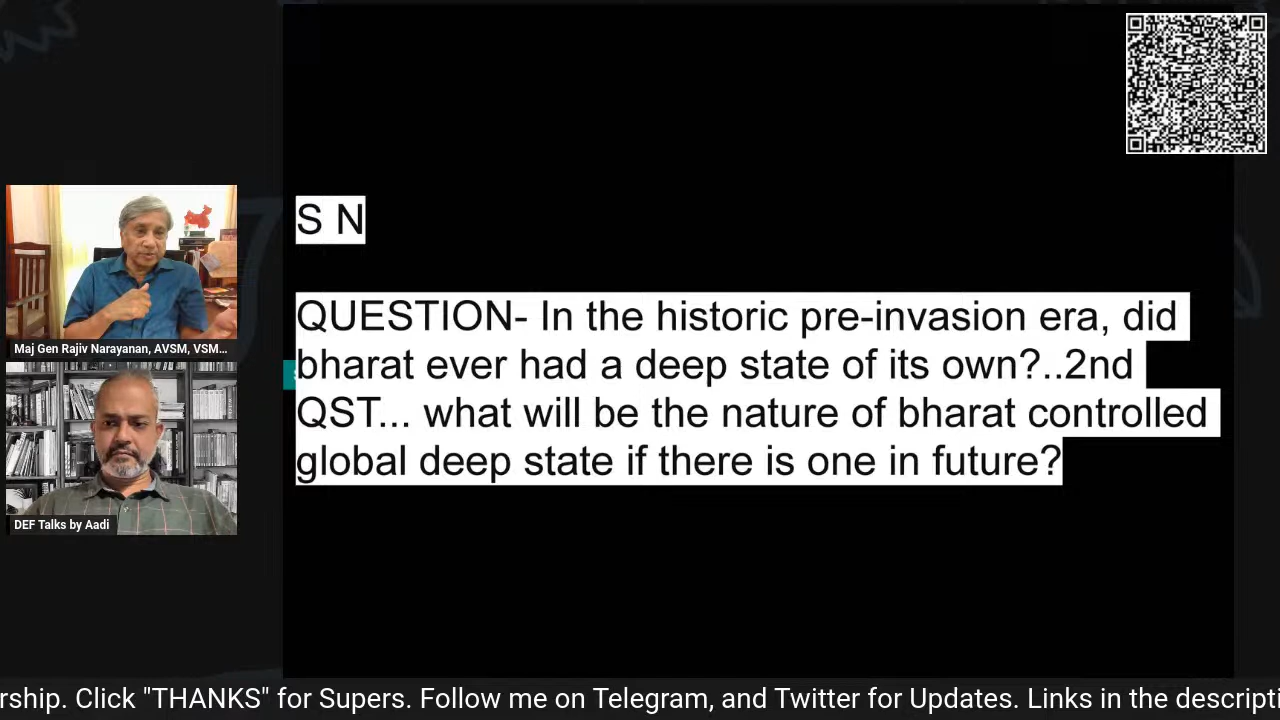 S N
QUESTION- In the historic pre-invasion era, did
bharat ever had a deep state of its own?..2nd
QST... what will be the nature of bharat controlled
global deep state if there is one in future?
Maj Gen Rajiv Narayanan, AVSM, VSM...
DEF Talks by Aadi
rship. Click "THANKS" for Supers. Follow me on Telegram, and Twitter for Updates. Links in the descripti